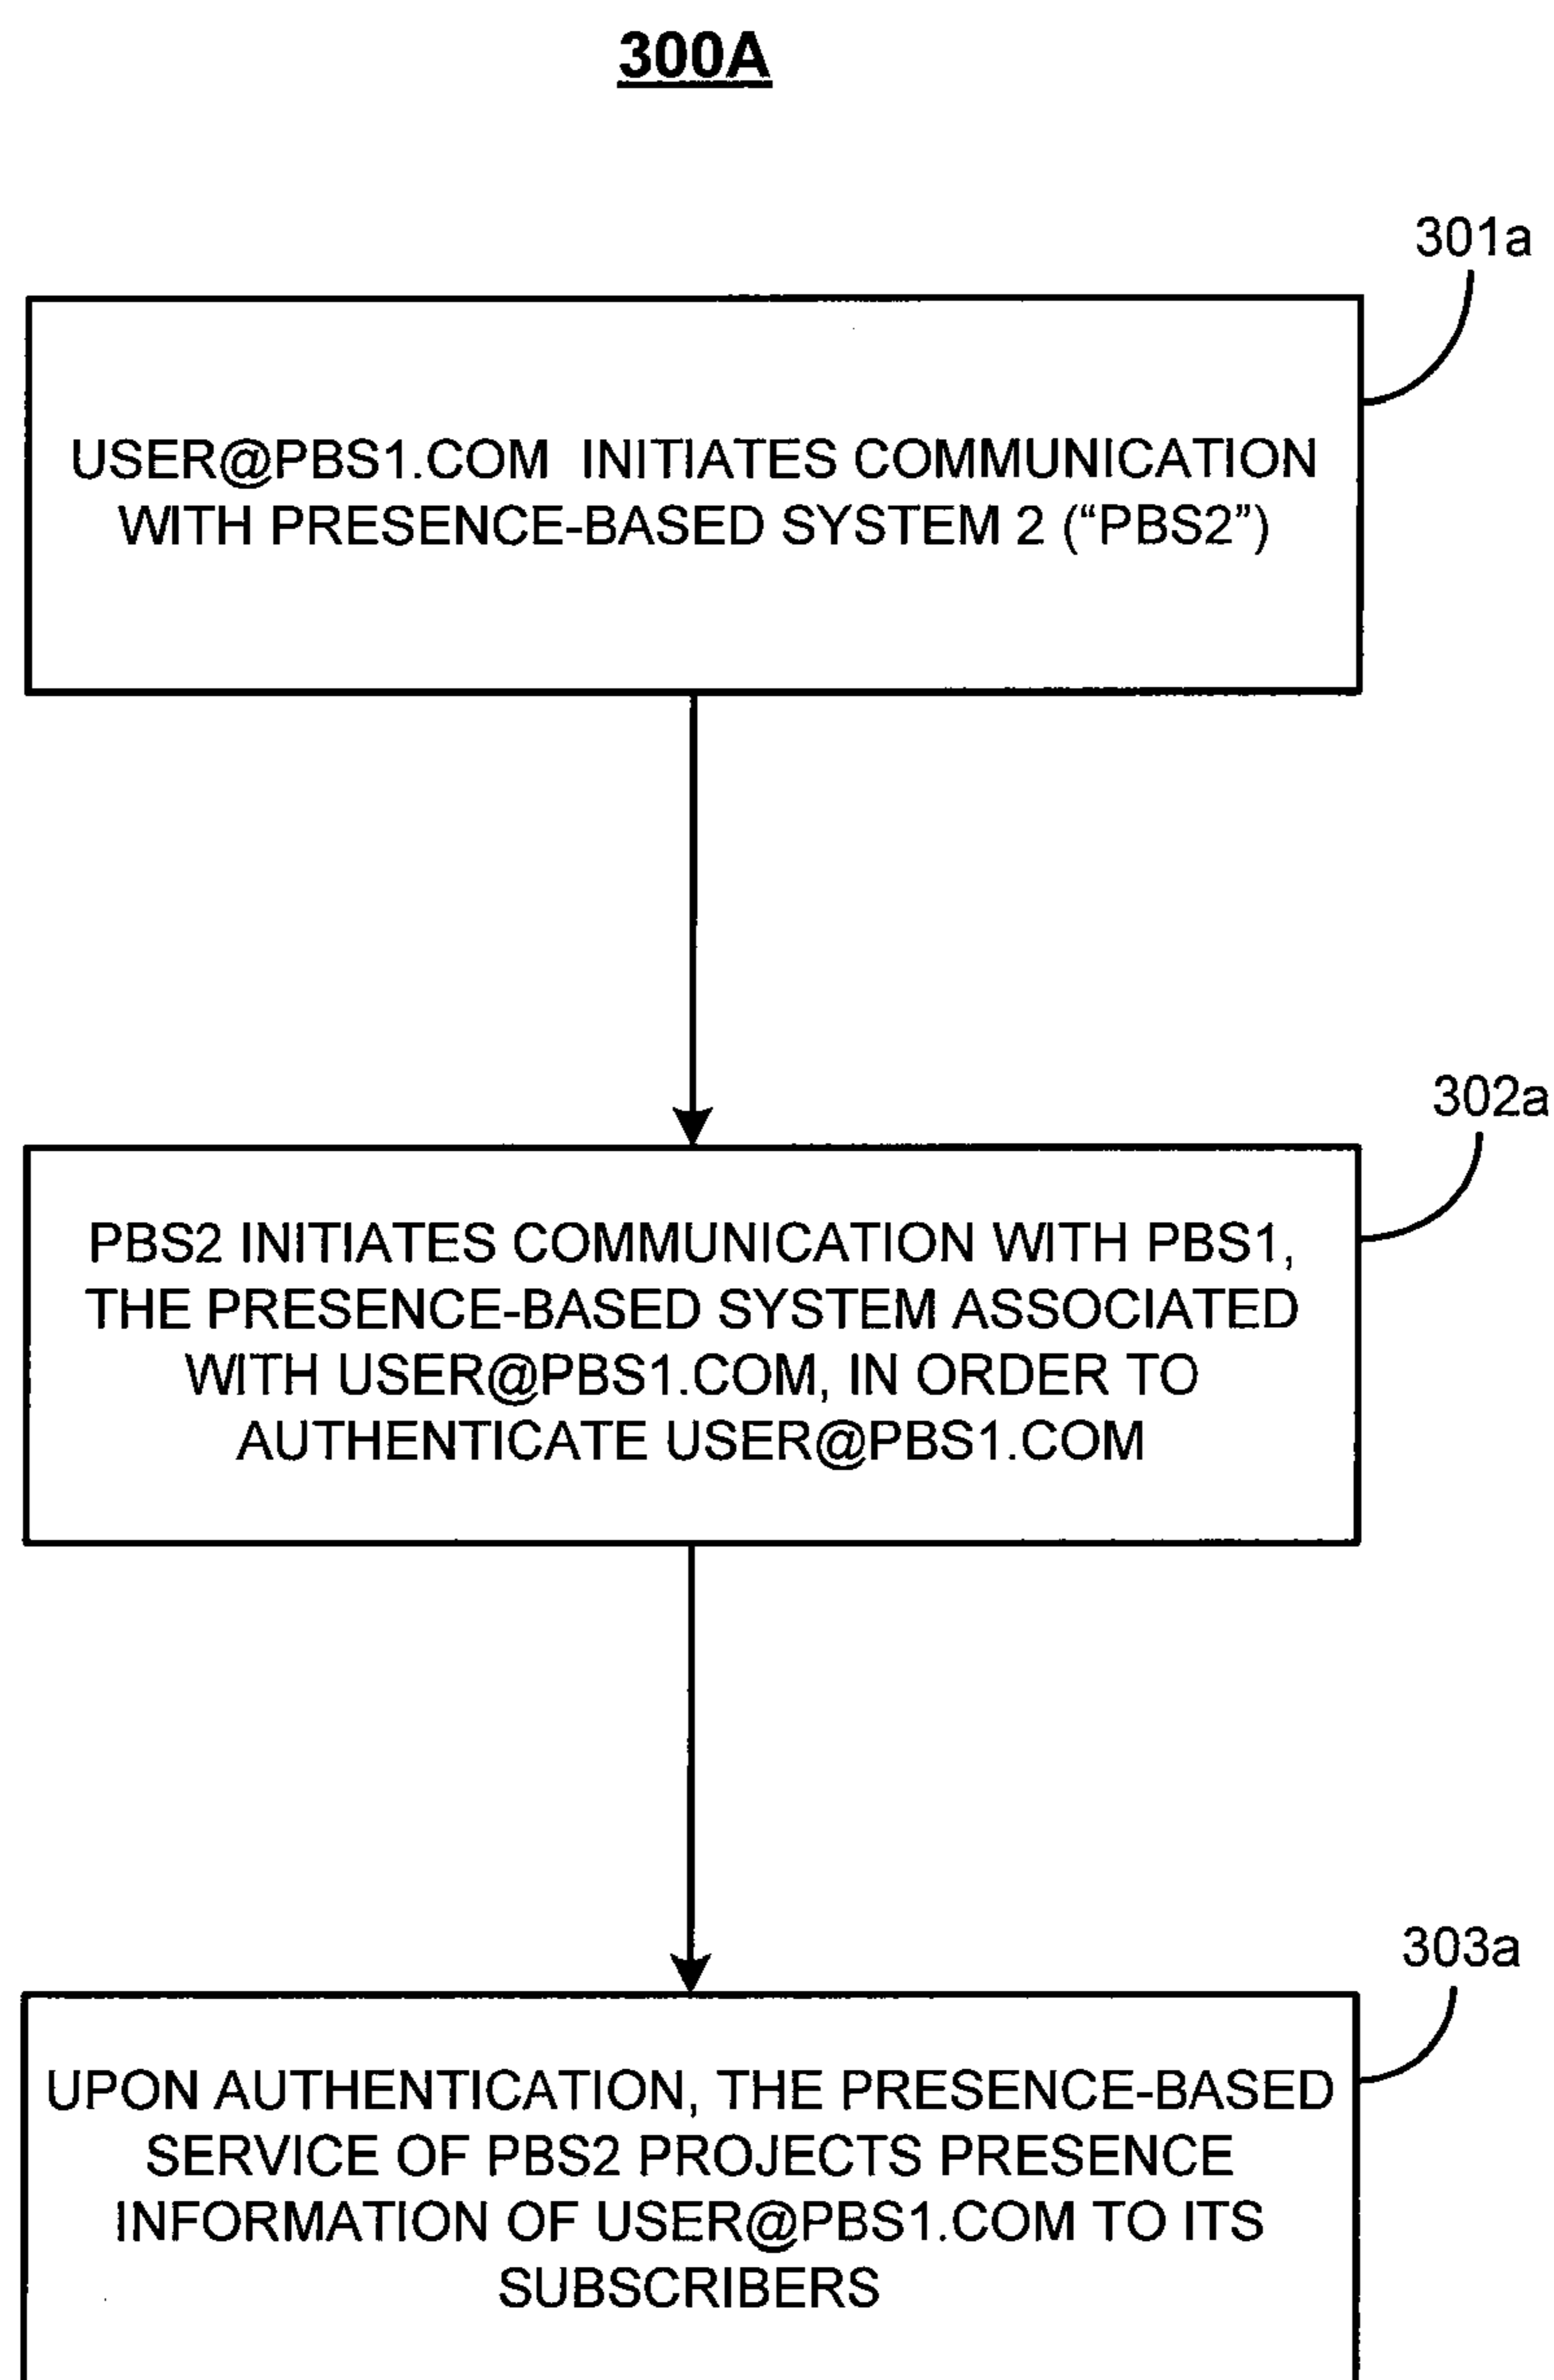 300A
301a
USER@PBS1.COM INITIATES COMMUNICATION
WITH PRESENCE-BASED SYSTEM 2 (“PBS2”)
302a
PBS2 INITIATES COMMUNICATION WITH PBS1,
THE PRESENCE-BASED SYSTEM ASSOCIATED
WITH USER@PBS1.COM, IN ORDER TO
AUTHENTICATE USER@PBS1.COM
303a
UPON AUTHENTICATION, THE PRESENCE-BASED
SERVICE OF PBS2 PROJECTS PRESENCE
INFORMATION OF USER@PBS1.COM TO ITS
SUBSCRIBERS